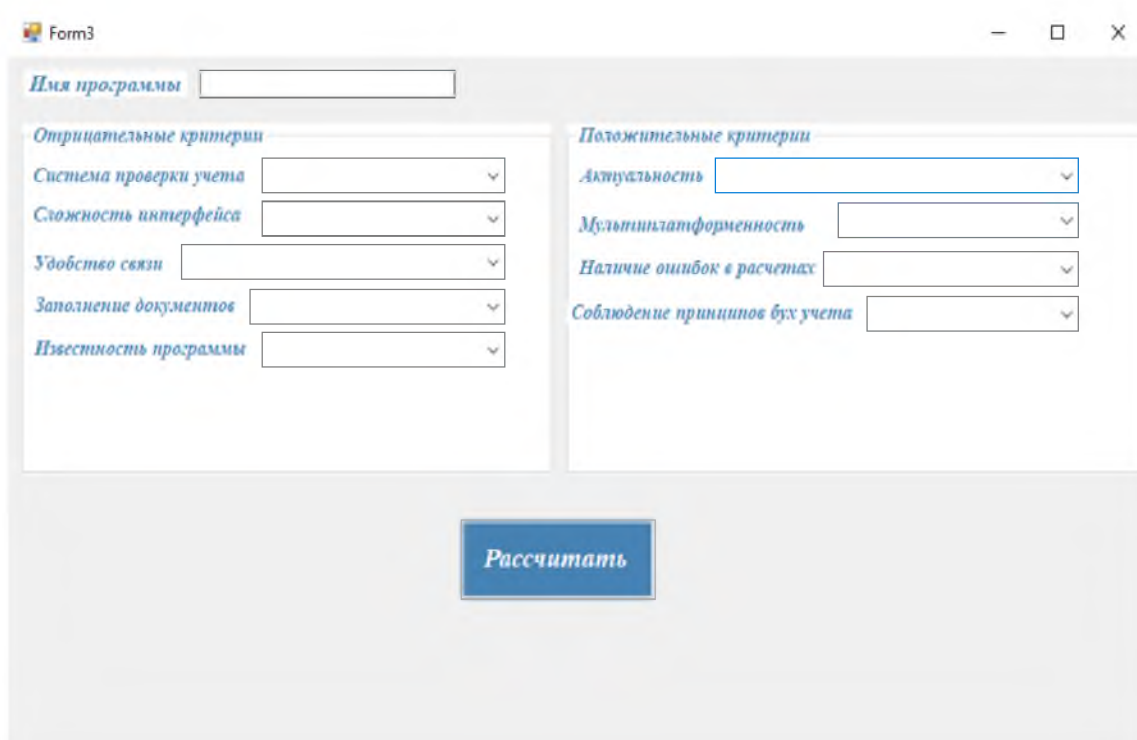 Form3
Имя программы
Отрицательные критерии
Система проверки учета
Сложность интерфейса
Удобство связи
Заполнение документов
Известность программы
Положительные критерии
Актуальность
Мультиплатформенность
Наличие ошибок в расчетах
Соблюдение принципов бух учета
Рассчитать